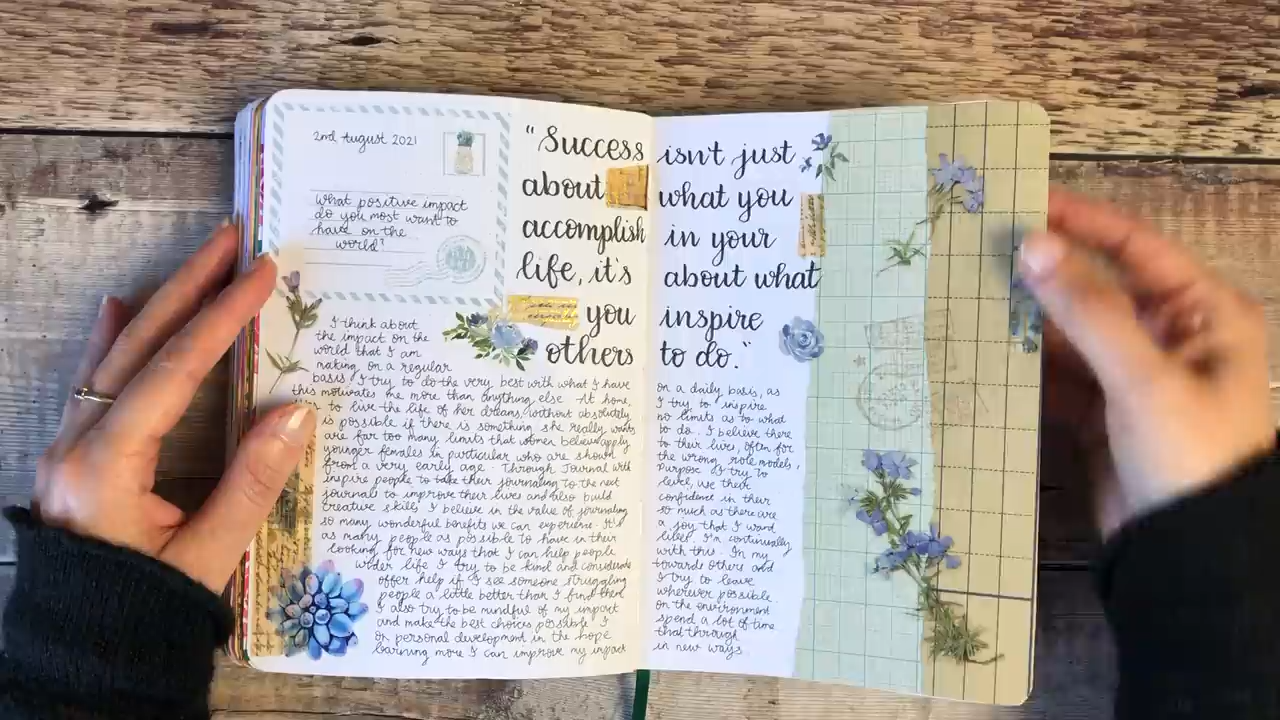 2nd August 2021
What positive impact
do you most want to
have on the
world?
"Success isn't just
about what you
accomplish in your
life, it's about what
you inspire
others to do."
I think about
the impact on the
world that I am
making on a regular
basis. I try to do the very best with what I have on a daily basis, as
this motivates me more than anything else. At home, I try to inspire
to live the life of her dreams, without absolutely no limits as to what
is possible if there is something she really wants to do. I believe there
are far too many limits that women believe apply to their lives, often for
younger females in particular who are shown the wrong role models,
from a very early age. Through Journal with Purpose I try to
inspire people to take their journaling to the next level, use these
journals to improve their lives and also build confidence in their
creative skills. I believe in the value of journaling so much as there are
so many wonderful benefits we can experience. It's a joy that I want
as many people as possible to have in their lives. I'm continually
looking for new ways that I can help people with this. In my
wider life I try to be kind and considerate towards others and
offer help if I see someone struggling I try to leave
people a little better than I find them wherever possible.
I also try to be mindful of my impact on the environment
and make the best choices possible. I spend a lot of time
on personal development in the hope that through
learning more I can improve my impact in new ways.